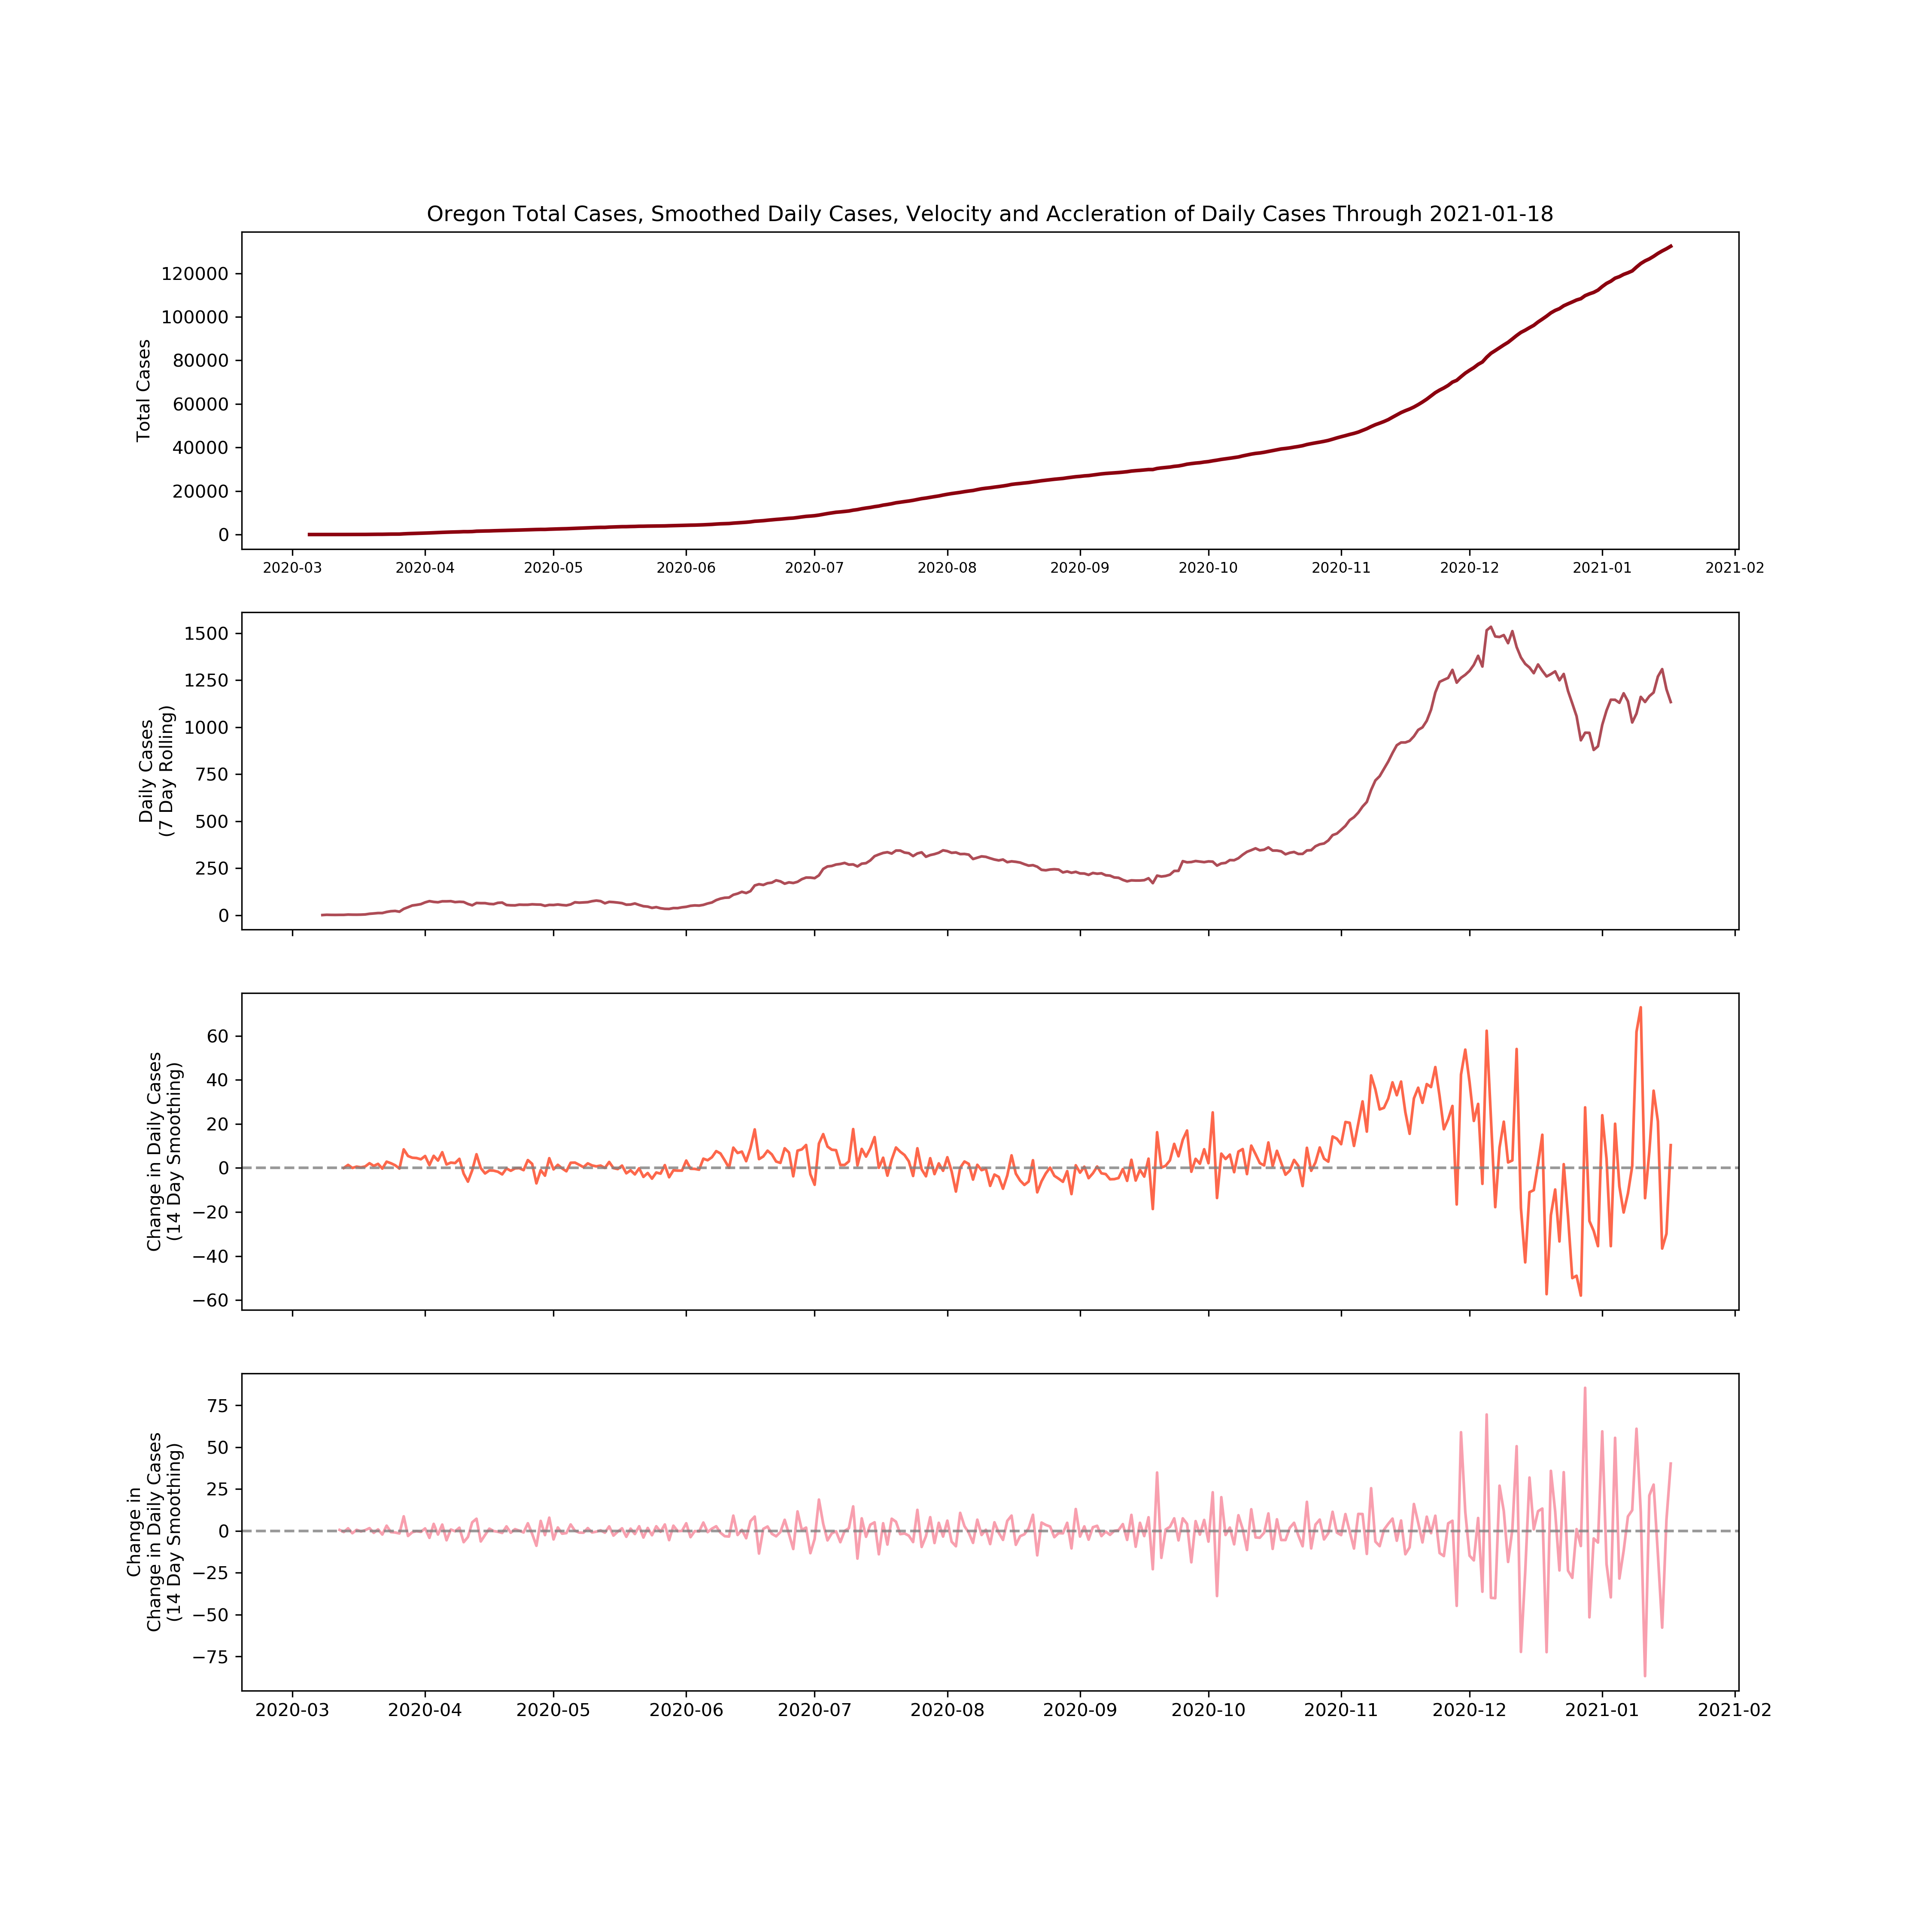 Oregon Total Cases, Smoothed Daily Cases, Velocity and Accleration of Daily Cases Through 2021-01-18
Total Cases
120000
100000
80000
60000
40000
20000
0
2020-03 2020-04 2020-05 2020-06 2020-07 2020-08 2020-09 2020-10 2020-11 2020-12 2021-01 2021-02
Daily Cases
(7 Day Rolling)
1500
1250
1000
750
500
250
0
Change in Daily Cases
(14 Day Smoothing)
60
40
20
0
−20
−40
−60
Change in
Change in Daily Cases
(14 Day Smoothing)
75
50
25
0
−25
−50
−75
2020-03 2020-04 2020-05 2020-06 2020-07 2020-08 2020-09 2020-10 2020-11 2020-12 2021-01 2021-02